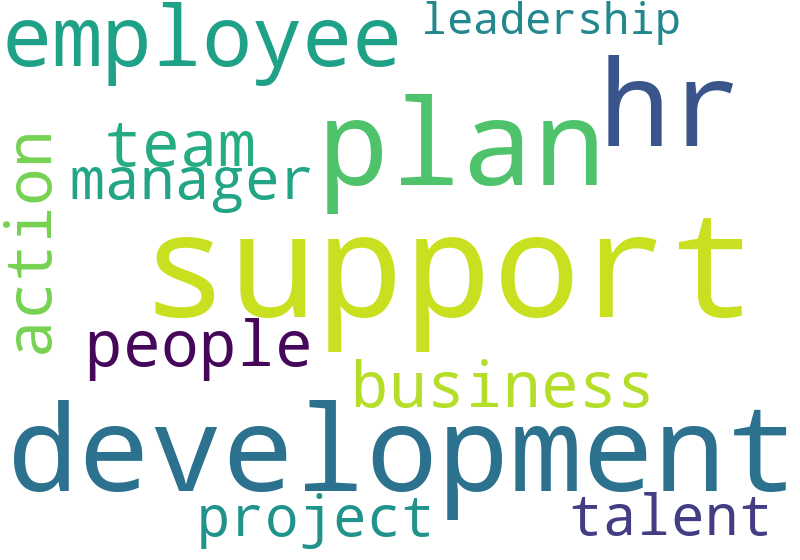 employee
leadership
hr
plan
team
manager
action
support
people
business
development
project
talent